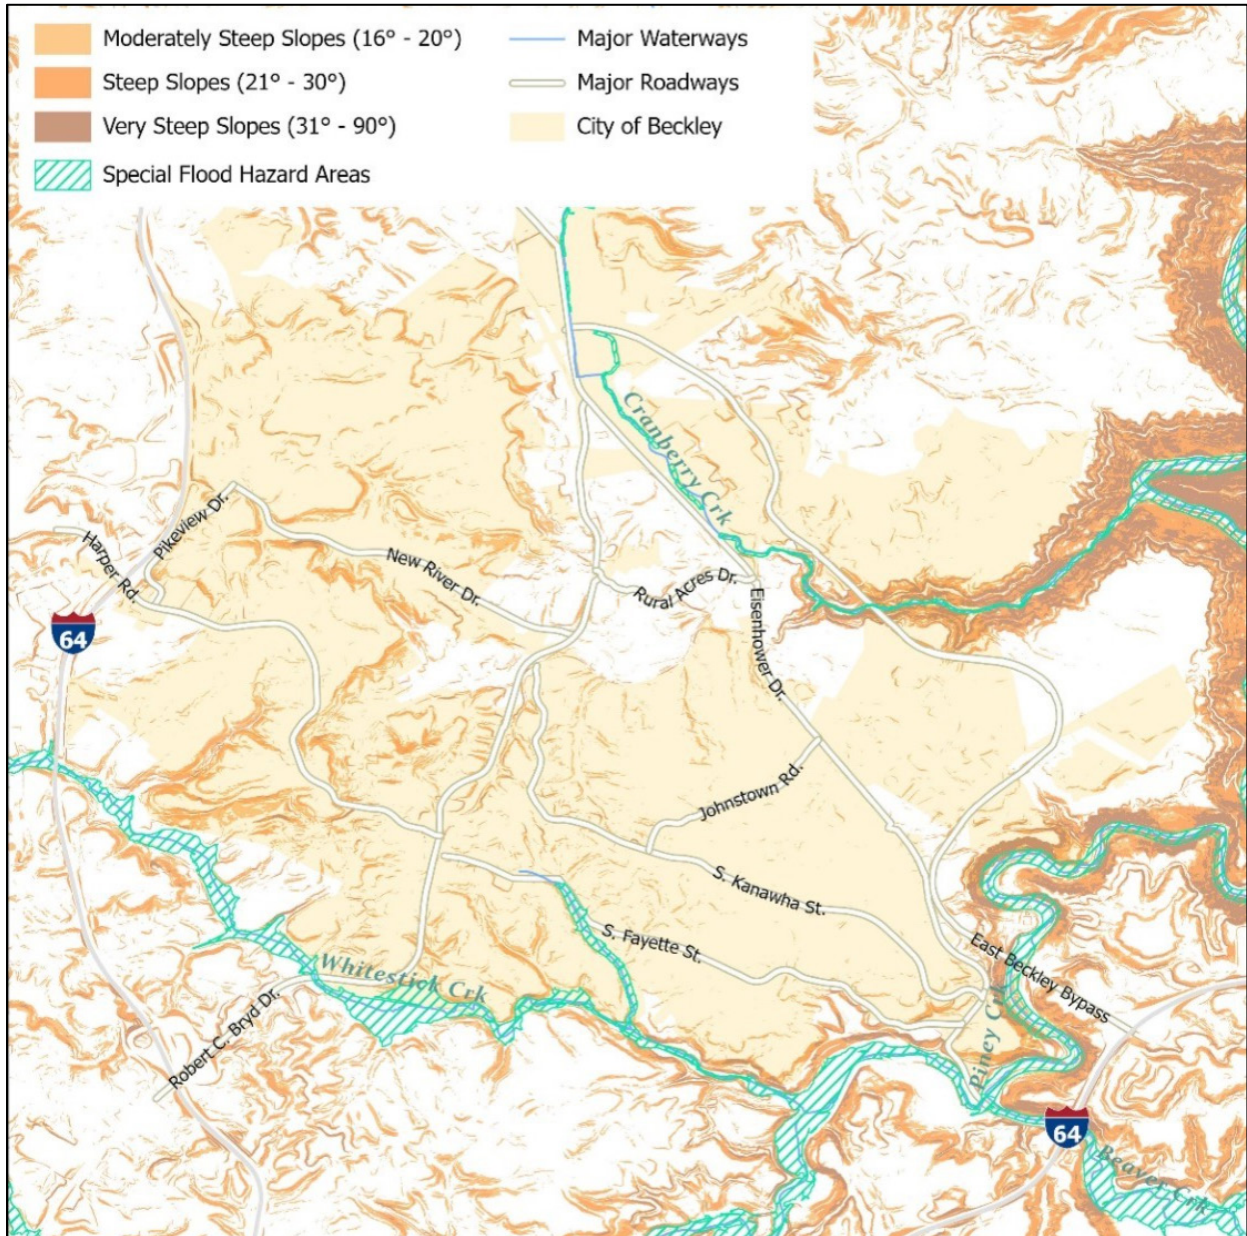 Moderately Steep Slopes (16° - 20°)
Steep Slopes (21° - 30°)
Very Steep Slopes (31° - 90°)
Special Flood Hazard Areas
Major Waterways
Major Roadways
City of Beckley
Cranberry Crk
Pikeview Dr.
Harper Rd.
New River Dr.
Rural Acres Dr.
Eisenhower Dr.
64
Johnstown Rd.
S. Kanawha St.
S. Fayette St.
East Beckley Bypass
Whitestick Crk
Robert C. Bryd Dr.
Piney Crk
64
Beaver Crk